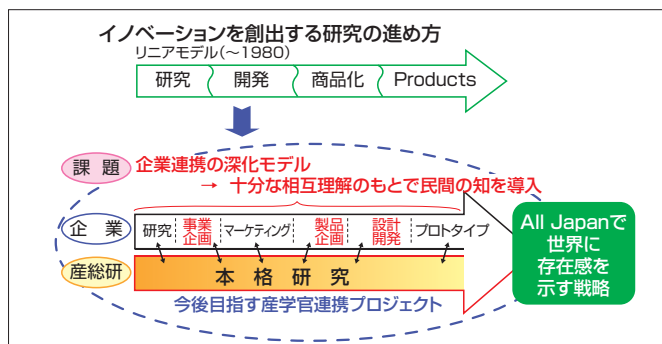 イノベーションを創出する研究の進め方
リニアモデル(～1980)
研究 開発 商品化 Products
課題 企業連携の深化モデル
→ 十分な相互理解のもとで民間の知を導入
企業 研究 事業企画 マーケティング 製品企画 設計開発 プロトタイプ
産総研 本格研究
今後目指す産学官連携プロジェクト
All Japanで
世界に
存在感を
示す戦略